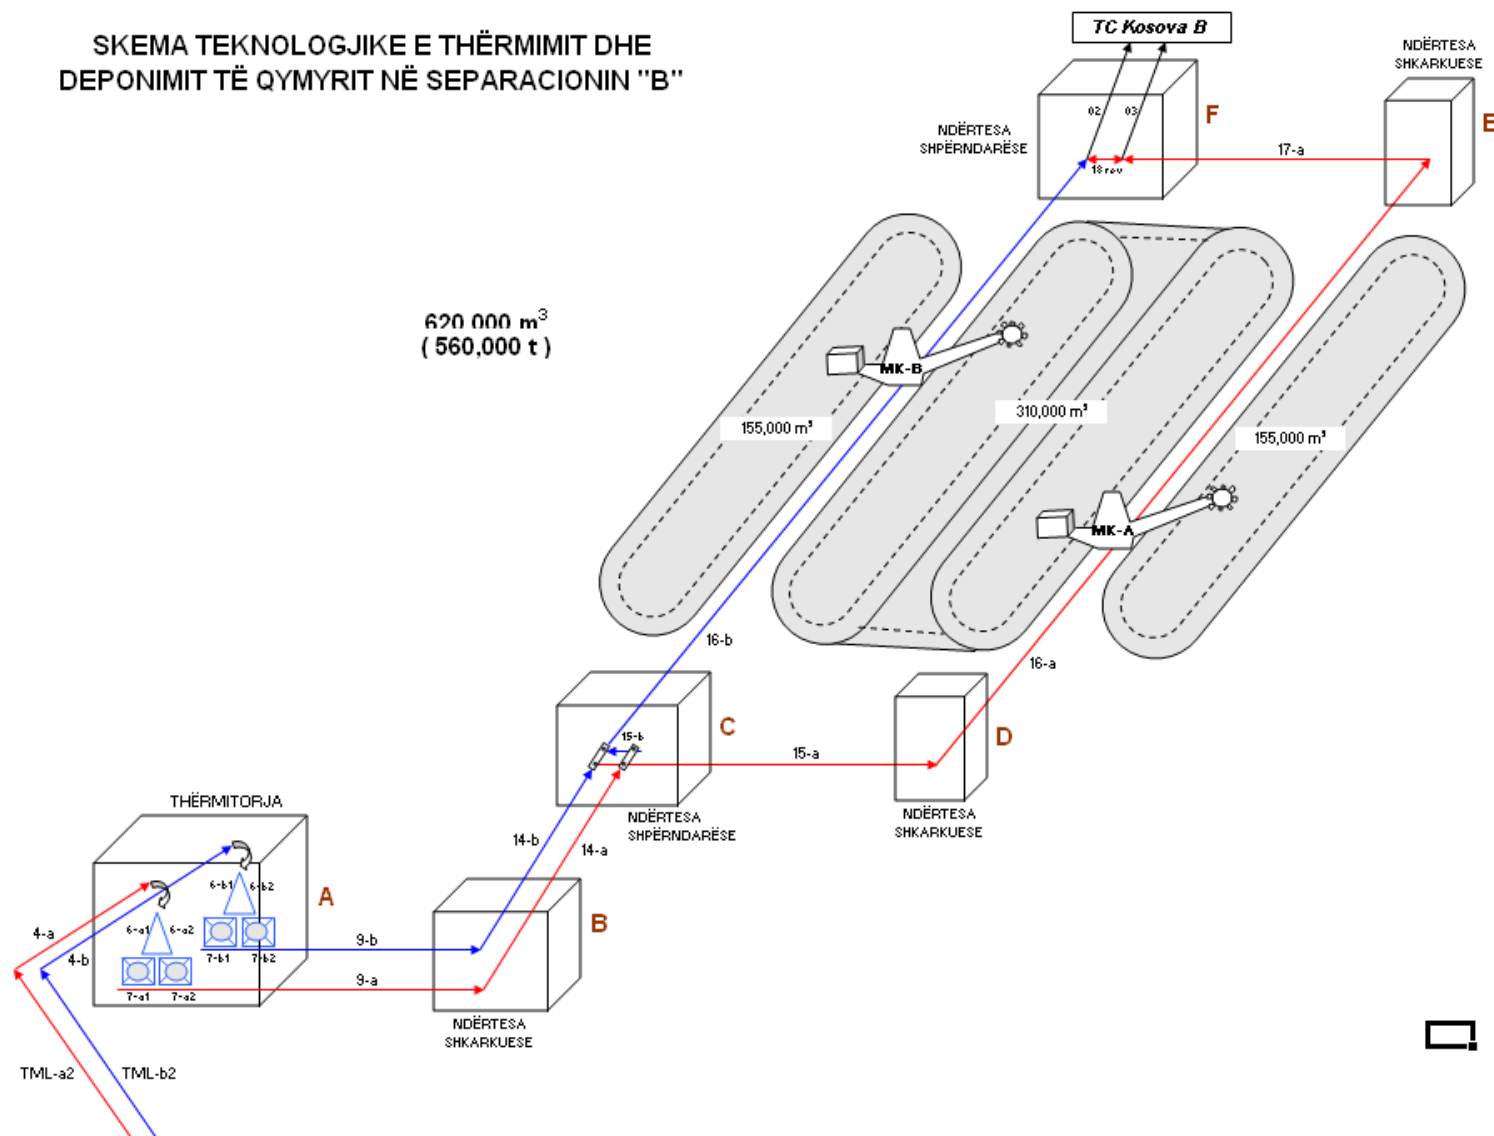 SKEMA TEKNOLOGJIKE E THËRMIMIT DHE
DEPONIMIT TË QYMYRIT NË SEPARACIONIN "B"
TC Kosova B
NDËRTESA
SHKARKUESE
E
02
03
F
NDËRTESA
SHPËRNDARËSE
18 rev
17-a
620 000 m³
( 560,000 t )
MK-B
155,000 m³
310,000 m³
155,000 m³
MK-A
16-b
16-a
C
15-b
15-a
D
NDËRTESA
SHPËRNDARËSE
NDËRTESA
SHKARKUESE
14-b
14-a
THËRMITORJA
A
6-b1
6-b2
6-a1
6-a2
7-b1
7-b2
7-a1
7-a2
4-a
4-b
9-b
9-a
B
NDËRTESA
SHKARKUESE
TML-a2
TML-b2